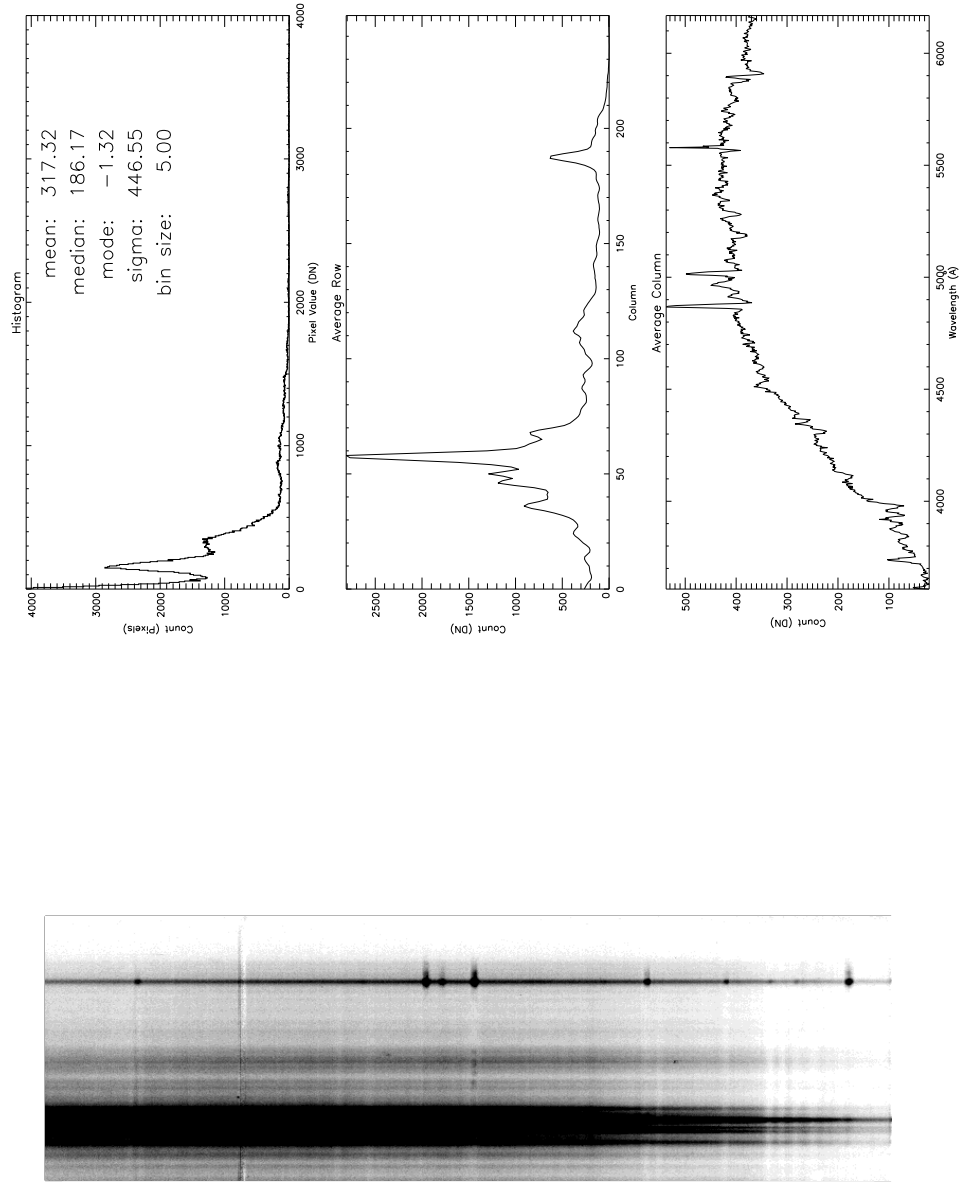 Histogram
mean: 317.32
median: 186.17
mode: −1.32
sigma: 446.55
bin size: 5.00
Count (Pixels)
4000
3000
2000
1000
0
0
1000
2000
3000
4000
Pixel Value (DN)
Average Row
Count (DN)
2500
2000
1500
1000
500
0
0
50
100
150
200
Column
Average Column
Count (DN)
500
400
300
200
100
4000
4500
5000
5500
6000
Wavelength (A)